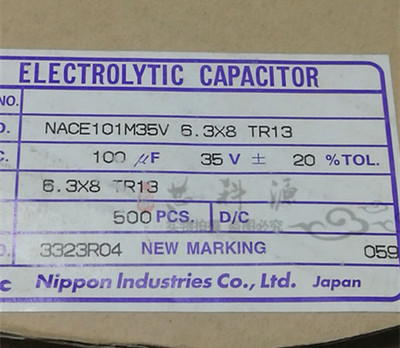 ELECTROLYTIC CAPACITOR
NO.
D. NACE101M35V 6.3X8 TR13
C. 100 µF 35 V ± 20 %TOL.
6.3X8 TR13
500 PCS. D/C
D. 3323R04 NEW MARKING 059
c Nippon Industries Co., Ltd. Japan